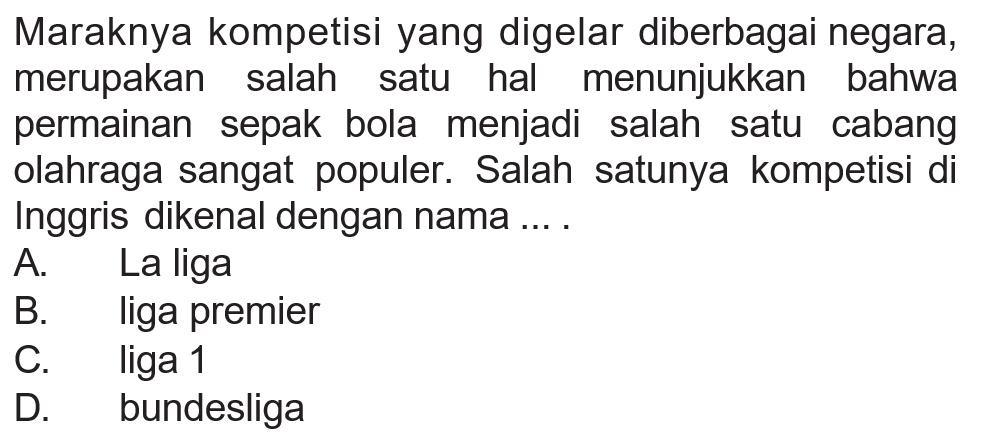 Maraknya kompetisi yang digelar diberbagai negara,
merupakan salah satu hal menunjukkan bahwa
permainan sepak bola menjadi salah satu cabang
olahraga sangat populer. Salah satunya kompetisi di
Inggris dikenal dengan nama ... .
A. La liga
B. liga premier
C. liga 1
D. bundesliga